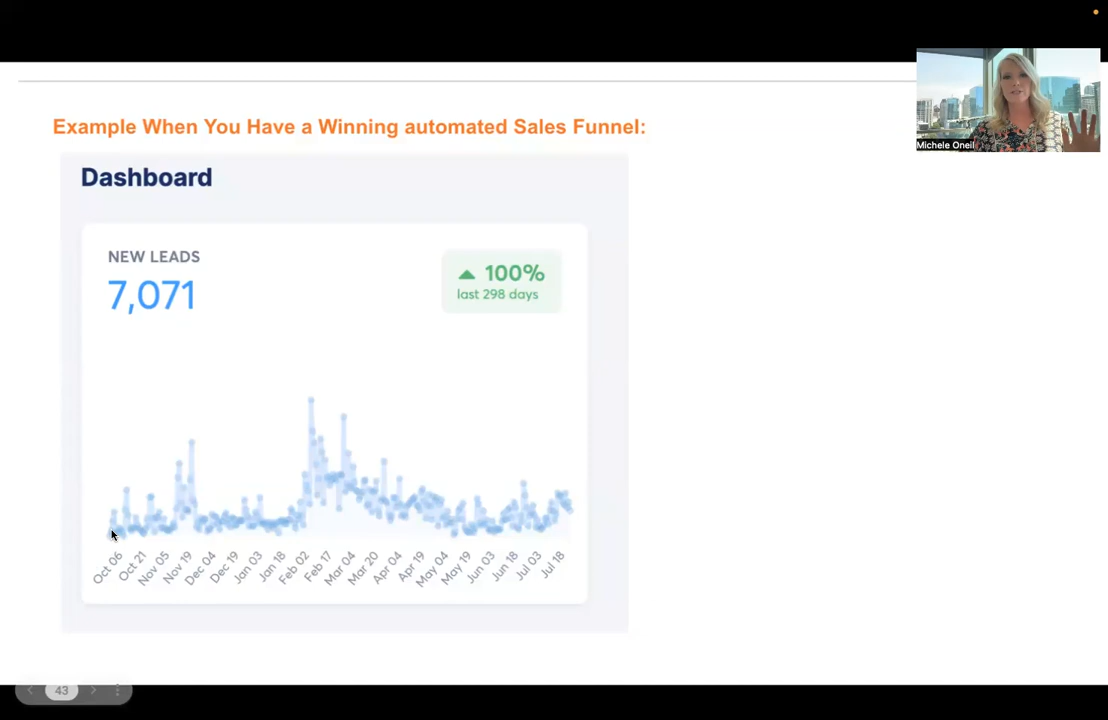 Example When You Have a Winning automated Sales Funnel:
Michele Oneil
Dashboard
NEW LEADS
7,071
100%
last 298 days
Oct 06
Oct 21
Nov 05
Nov 19
Dec 04
Dec 19
Jan 03
Jan 18
Feb 02
Feb 17
Mar 04
Mar 20
Apr 04
Apr 19
May 04
May 19
Jun 03
Jun 18
Jul 03
Jul 18
43